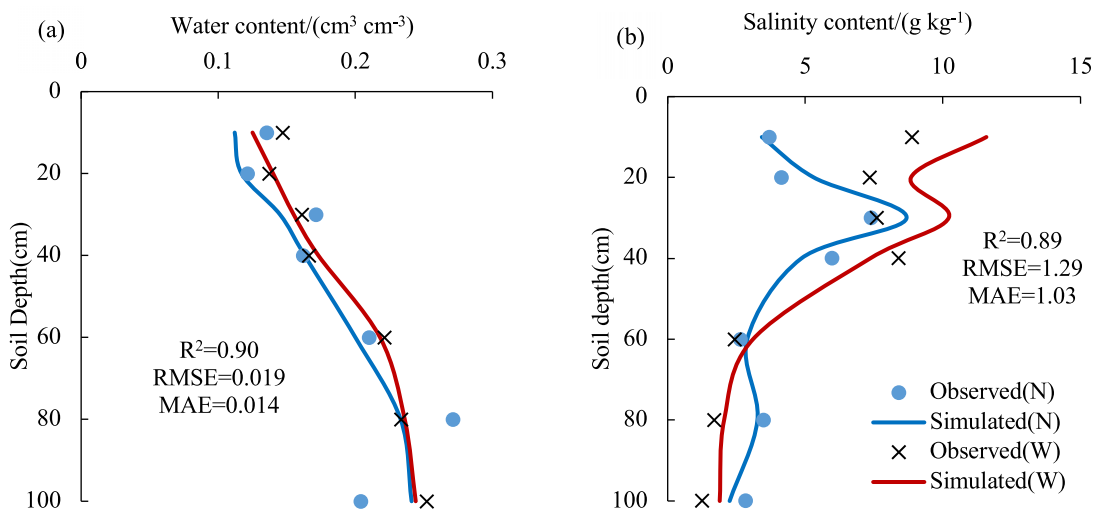 (a)
Water content/(cm³ cm⁻³)
0 0.1 0.2 0.3
0
20
40
60
80
100
Soil Depth(cm)
R²=0.90
RMSE=0.019
MAE=0.014
(b)
Salinity content/(g kg⁻¹)
0 5 10 15
0
20
40
60
80
100
Soil depth(cm)
R²=0.89
RMSE=1.29
MAE=1.03
Observed(N)
Simulated(N)
Observed(W)
Simulated(W)